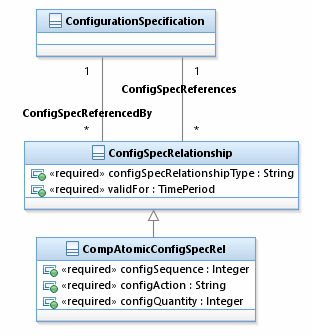 ConfigurationSpecification
1
1
ConfigSpecReferences
ConfigSpecReferencedBy
*
*
ConfigSpecRelationship
«required» configSpecRelationshipType : String
«required» validFor : TimePeriod
CompAtomicConfigSpecRel
«required» configSequence : Integer
«required» configAction : String
«required» configQuantity : Integer